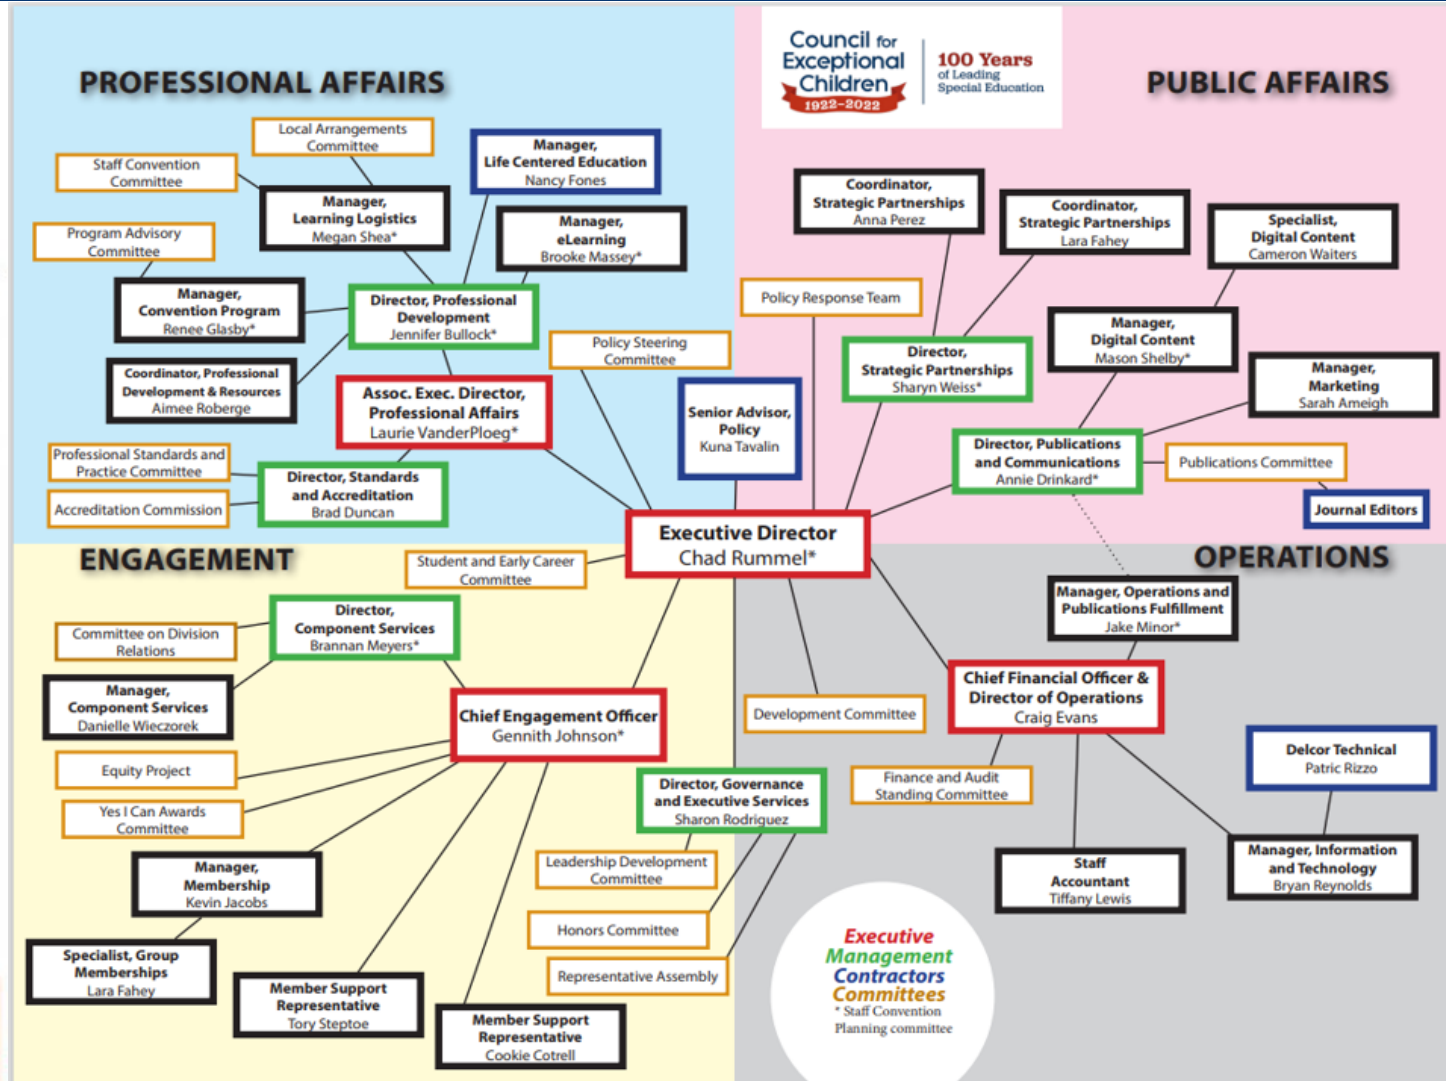 PROFESSIONAL AFFAIRS
Council for
Exceptional
Children
1922–2022
100 Years
of Leading
Special Education
PUBLIC AFFAIRS
Local Arrangements
Committee
Staff Convention
Committee
Manager,
Life Centered Education
Nancy Fones
Manager,
Learning Logistics
Megan Shea*
Manager,
eLearning
Brooke Massey*
Program Advisory
Committee
Manager,
Convention Program
Renee Glasby*
Director, Professional
Development
Jennifer Bullock*
Coordinator, Professional
Development & Resources
Aimee Roberge
Policy Steering
Committee
Assoc. Exec. Director,
Professional Affairs
Laurie VanderPloeg*
Professional Standards and
Practice Committee
Accreditation Commission
Director, Standards
and Accreditation
Brad Duncan
Senior Advisor,
Policy
Kuna Tavalin
Coordinator,
Strategic Partnerships
Anna Perez
Coordinator,
Strategic Partnerships
Lara Fahey
Specialist,
Digital Content
Cameron Waiters
Policy Response Team
Director,
Strategic Partnerships
Sharyn Weiss*
Manager,
Digital Content
Mason Shelby*
Manager,
Marketing
Sarah Ameigh
Director, Publications
and Communications
Annie Drinkard*
Publications Committee
Journal Editors
Executive Director
Chad Rummel*
ENGAGEMENT
Student and Early Career
Committee
Director,
Component Services
Brannan Meyers*
Committee on Division
Relations
Manager,
Component Services
Danielle Wieczorek
Chief Engagement Officer
Gennith Johnson*
Equity Project
Yes I Can Awards
Committee
Manager,
Membership
Kevin Jacobs
Specialist, Group
Memberships
Lara Fahey
Member Support
Representative
Tory Steptoe
Member Support
Representative
Cookie Cotrell
Director, Governance
and Executive Services
Sharon Rodriguez
Leadership Development
Committee
Honors Committee
Representative Assembly
OPERATIONS
Manager, Operations and
Publications Fulfillment
Jake Minor*
Chief Financial Officer &
Director of Operations
Craig Evans
Development Committee
Finance and Audit
Standing Committee
Delcor Technical
Patric Rizzo
Staff
Accountant
Tiffany Lewis
Manager, Information
and Technology
Bryan Reynolds
Executive
Management
Contractors
Committees
* Staff Convention
Planning committee